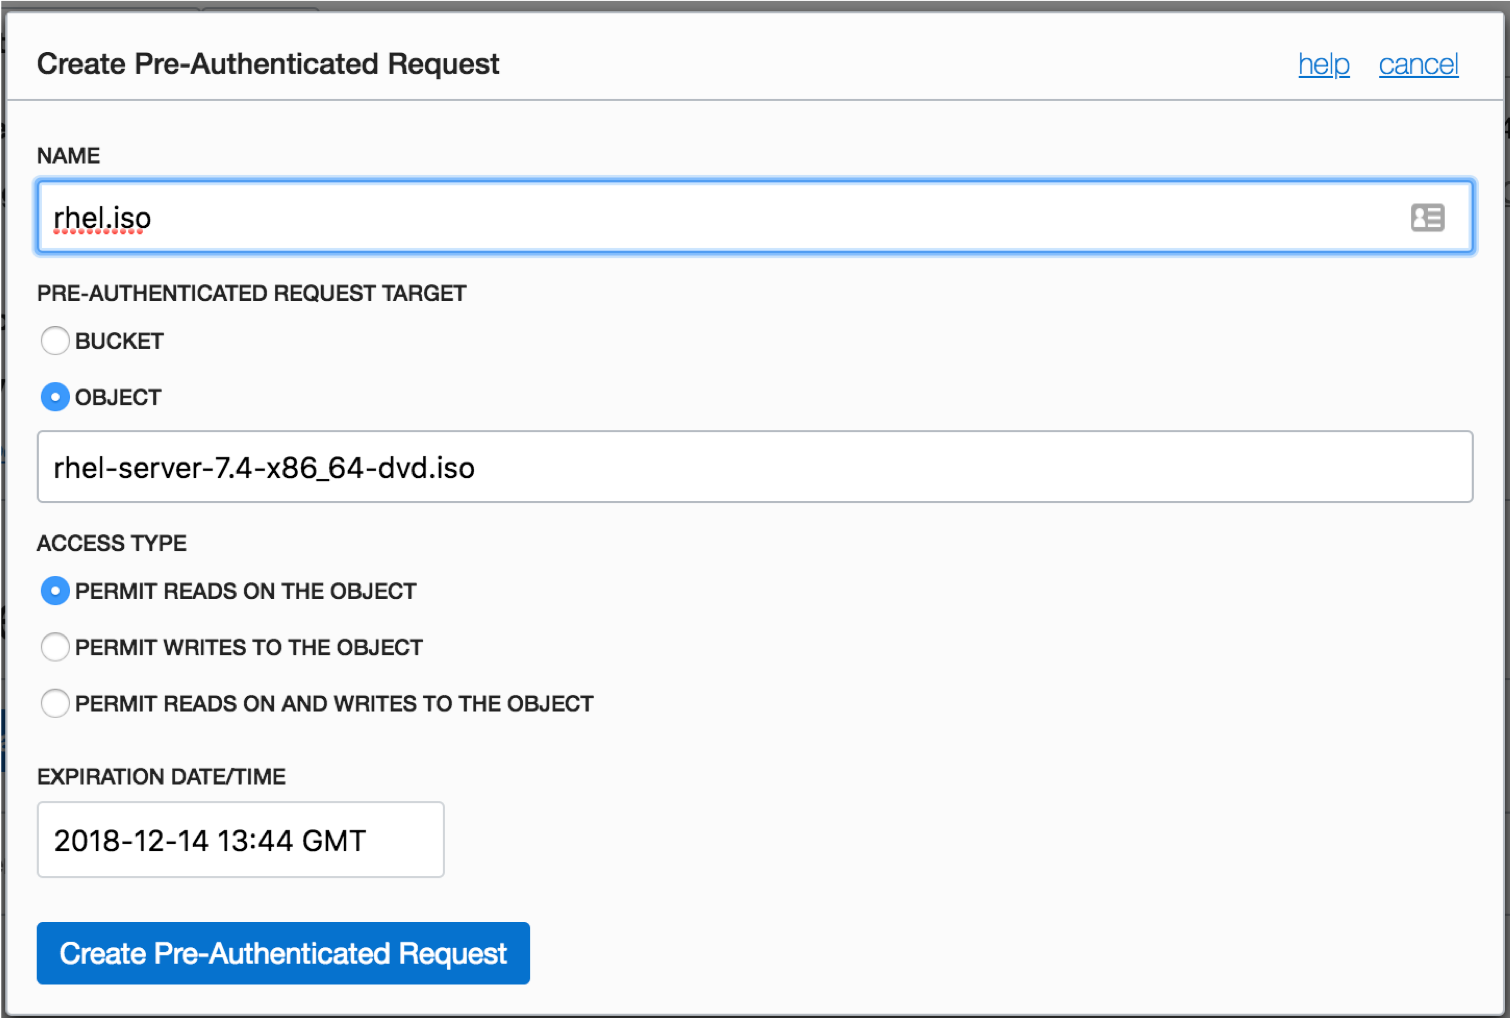 Create Pre-Authenticated Request
help cancel
NAME
rhel.iso
PRE-AUTHENTICATED REQUEST TARGET
BUCKET
OBJECT
rhel-server-7.4-x86_64-dvd.iso
ACCESS TYPE
PERMIT READS ON THE OBJECT
PERMIT WRITES TO THE OBJECT
PERMIT READS ON AND WRITES TO THE OBJECT
EXPIRATION DATE/TIME
2018-12-14 13:44 GMT
Create Pre-Authenticated Request